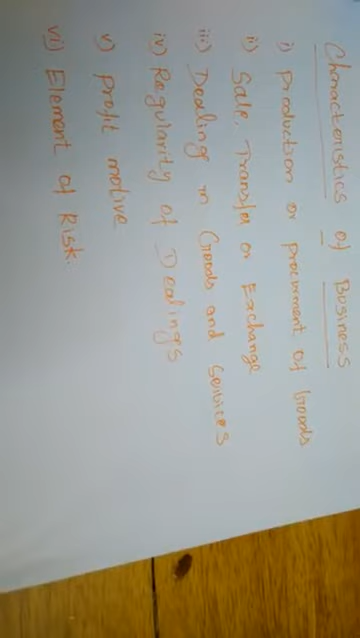 Characteristics of Business
i) Production or procurment of Goods
ii) Sale, Transfer or Exchange
iii) Dealing in Goods and Services
iv) Regularity of Dealings
v) Profit motive
vi) Element of Risk.